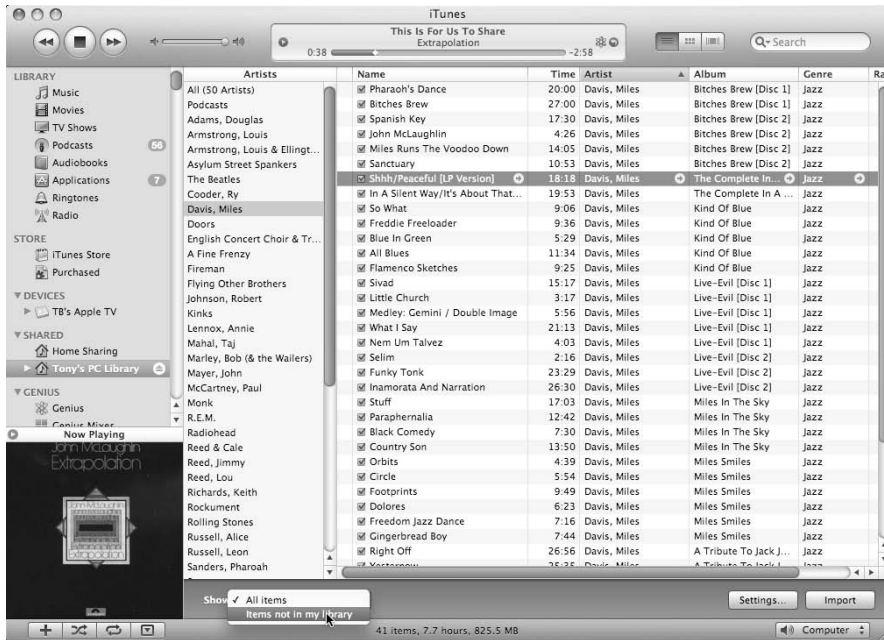 iTunes
This Is For Us To Share
Extrapolation
0:38
-2:58
Search
LIBRARY
Music
Movies
TV Shows
Podcasts 56
Audiobooks
Applications 7
Ringtones
Radio
STORE
iTunes Store
Purchased
DEVICES
TB's Apple TV
SHARED
Home Sharing
Tony's PC Library
GENIUS
Genius
Genius Mixes
Now Playing
John McLaughlin
Extrapolation
Artists
All (50 Artists)
Podcasts
Adams, Douglas
Armstrong, Louis
Armstrong, Louis & Ellingt...
Asylum Street Spankers
The Beatles
Cooder, Ry
Davis, Miles
Doors
English Concert Choir & Tr...
A Fine Frenzy
Fireman
Flying Other Brothers
Johnson, Robert
Kinks
Lennox, Annie
Mahal, Taj
Marley, Bob (& the Wailers)
Mayer, John
McCartney, Paul
Monk
R.E.M.
Radiohead
Reed & Cale
Reed, Jimmy
Reed, Lou
Richards, Keith
Rockument
Rolling Stones
Russell, Alice
Russell, Leon
Sanders, Pharoah
Name Time Artist Album Genre Ra
Pharaoh's Dance 20:00 Davis, Miles Bitches Brew [Disc 1] Jazz
Bitches Brew 27:00 Davis, Miles Bitches Brew [Disc 1] Jazz
Spanish Key 17:30 Davis, Miles Bitches Brew [Disc 2] Jazz
John McLaughlin 4:26 Davis, Miles Bitches Brew [Disc 2] Jazz
Miles Runs The Voodoo Down 14:05 Davis, Miles Bitches Brew [Disc 2] Jazz
Sanctuary 10:53 Davis, Miles Bitches Brew [Disc 2] Jazz
Shhh/Peaceful [LP Version] 18:18 Davis, Miles The Complete In... Jazz
In A Silent Way/It's About That... 19:53 Davis, Miles The Complete In A ... Jazz
So What 9:06 Davis, Miles Kind Of Blue Jazz
Freddie Freeloader 9:36 Davis, Miles Kind Of Blue Jazz
Blue In Green 5:29 Davis, Miles Kind Of Blue Jazz
All Blues 11:34 Davis, Miles Kind Of Blue Jazz
Flamenco Sketches 9:25 Davis, Miles Kind Of Blue Jazz
Sivad 15:17 Davis, Miles Live-Evil [Disc 1] Jazz
Little Church 3:17 Davis, Miles Live-Evil [Disc 1] Jazz
Medley: Gemini / Double Image 5:56 Davis, Miles Live-Evil [Disc 1] Jazz
What I Say 21:13 Davis, Miles Live-Evil [Disc 1] Jazz
Nem Um Talvez 4:03 Davis, Miles Live-Evil [Disc 1] Jazz
Selim 2:16 Davis, Miles Live-Evil [Disc 2] Jazz
Funky Tonk 23:29 Davis, Miles Live-Evil [Disc 2] Jazz
Inamorata And Narration 26:30 Davis, Miles Live-Evil [Disc 2] Jazz
Stuff 17:03 Davis, Miles Miles In The Sky Jazz
Paraphernalia 12:42 Davis, Miles Miles In The Sky Jazz
Black Comedy 7:30 Davis, Miles Miles In The Sky Jazz
Country Son 13:50 Davis, Miles Miles In The Sky Jazz
Orbits 4:39 Davis, Miles Miles Smiles Jazz
Circle 5:54 Davis, Miles Miles Smiles Jazz
Footprints 9:49 Davis, Miles Miles Smiles Jazz
Dolores 6:23 Davis, Miles Miles Smiles Jazz
Freedom Jazz Dance 7:16 Davis, Miles Miles Smiles Jazz
Gingerbread Boy 7:44 Davis, Miles Miles Smiles Jazz
Right Off 26:56 Davis, Miles A Tribute To Jack J... Jazz
Yesternow 25:35 Davis, Miles A Tribute To Jack J... Jazz
Show
All items
Items not in my library
Settings...
Import
41 items, 7.7 hours, 825.5 MB
Computer